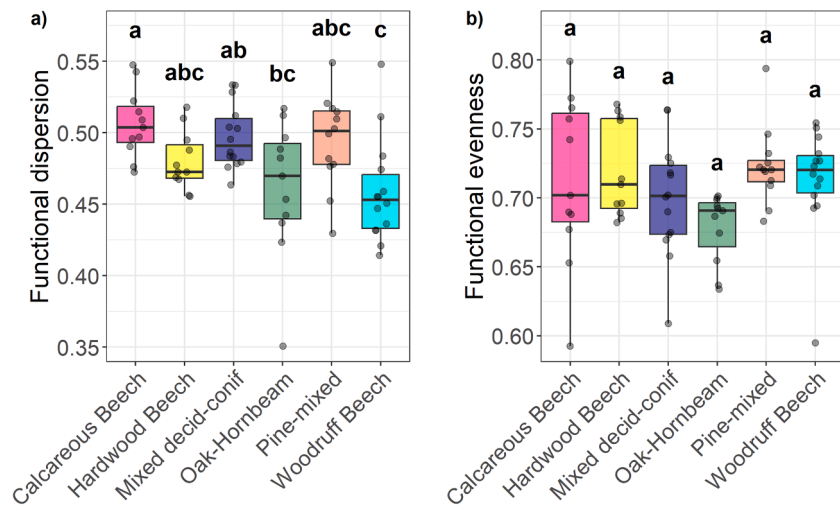 a)
a
abc
ab
bc
abc
c
Functional dispersion
0.55
0.50
0.45
0.40
0.35
Calcareous Beech
Hardwood Beech
Mixed decid-conif
Oak-Hornbeam
Pine-mixed
Woodruff Beech
b)
a
a
a
a
a
a
Functional evenness
0.80
0.75
0.70
0.65
0.60
Calcareous Beech
Hardwood Beech
Mixed decid-conif
Oak-Hornbeam
Pine-mixed
Woodruff Beech